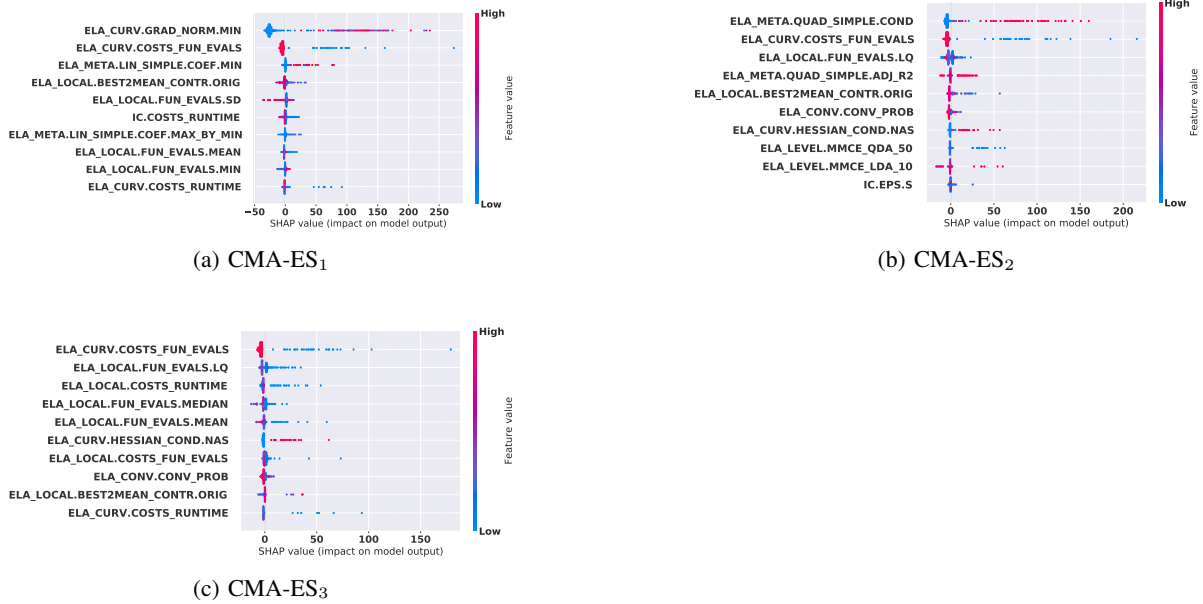 High
ELA_CURV.GRAD_NORM.MIN
ELA_CURV.COSTS_FUN_EVALS
ELA_META.LIN_SIMPLE.COEF.MIN
ELA_LOCAL.BEST2MEAN_CONTR.ORIG
ELA_LOCAL.FUN_EVALS.SD
IC.COSTS_RUNTIME
ELA_META.LIN_SIMPLE.COEF.MAX_BY_MIN
ELA_LOCAL.FUN_EVALS.MEAN
ELA_LOCAL.FUN_EVALS.MIN
ELA_CURV.COSTS_RUNTIME
Feature value
Low
−50 0 50 100 150 200 250
SHAP value (impact on model output)
(a) CMA-ES₁
High
ELA_META.QUAD_SIMPLE.COND
ELA_CURV.COSTS_FUN_EVALS
ELA_LOCAL.FUN_EVALS.LQ
ELA_META.QUAD_SIMPLE.ADJ_R2
ELA_LOCAL.BEST2MEAN_CONTR.ORIG
ELA_CONV.CONV_PROB
ELA_CURV.HESSIAN_COND.NAS
ELA_LEVEL.MMCE_QDA_50
ELA_LEVEL.MMCE_LDA_10
IC.EPS.S
Feature value
Low
0 50 100 150 200
SHAP value (impact on model output)
(b) CMA-ES₂
High
ELA_CURV.COSTS_FUN_EVALS
ELA_LOCAL.FUN_EVALS.LQ
ELA_LOCAL.COSTS_RUNTIME
ELA_LOCAL.FUN_EVALS.MEDIAN
ELA_LOCAL.FUN_EVALS.MEAN
ELA_CURV.HESSIAN_COND.NAS
ELA_LOCAL.COSTS_FUN_EVALS
ELA_CONV.CONV_PROB
ELA_LOCAL.BEST2MEAN_CONTR.ORIG
ELA_CURV.COSTS_RUNTIME
Feature value
Low
0 50 100 150
SHAP value (impact on model output)
(c) CMA-ES₃